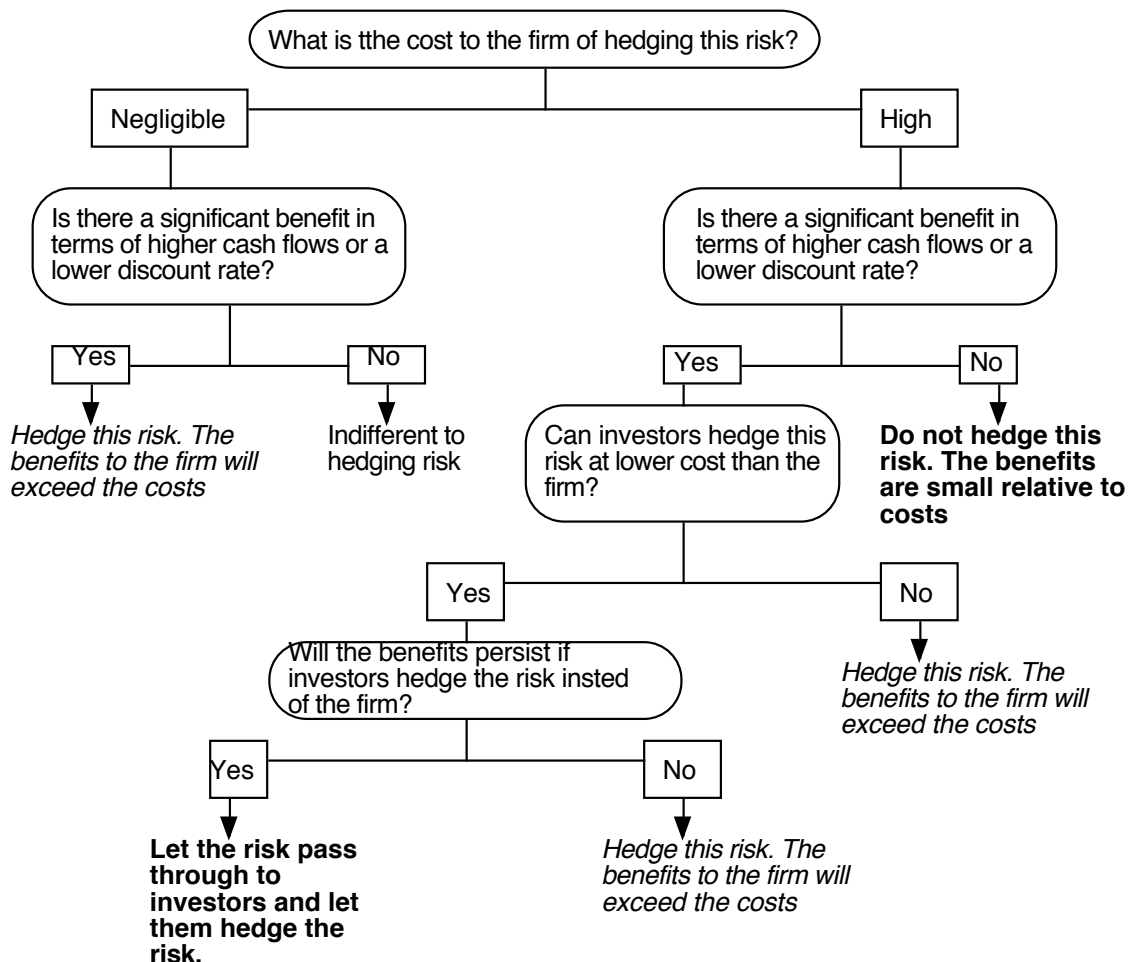 What is tthe cost to the firm of hedging this risk?
Negligible
High
Is there a significant benefit in
terms of higher cash flows or a
lower discount rate?
Is there a significant benefit in
terms of higher cash flows or a
lower discount rate?
Yes
No
Yes
No
Hedge this risk. The
benefits to the firm will
exceed the costs
Indifferent to
hedging risk
Can investors hedge this
risk at lower cost than the
firm?
Do not hedge this
risk. The benefits
are small relative to
costs
Yes
No
Will the benefits persist if
investors hedge the risk insted
of the firm?
Hedge this risk. The
benefits to the firm will
exceed the costs
Yes
No
Let the risk pass
through to
investors and let
them hedge the
risk.
Hedge this risk. The
benefits to the firm will
exceed the costs